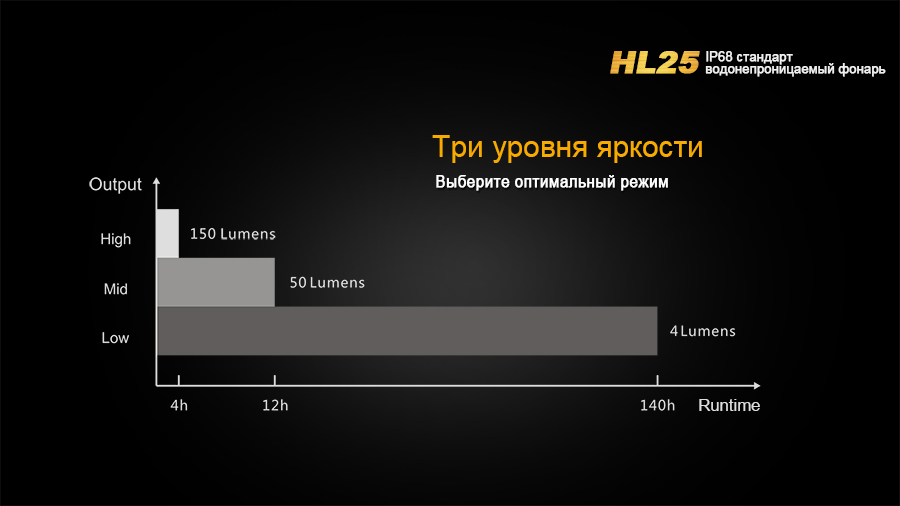 HL25 IP68 стандарт
водонепроницаемый фонарь
Три уровня яркости
Выберите оптимальный режим
Output
High 150 Lumens
Mid 50 Lumens
Low 4 Lumens
4h 12h 140h Runtime